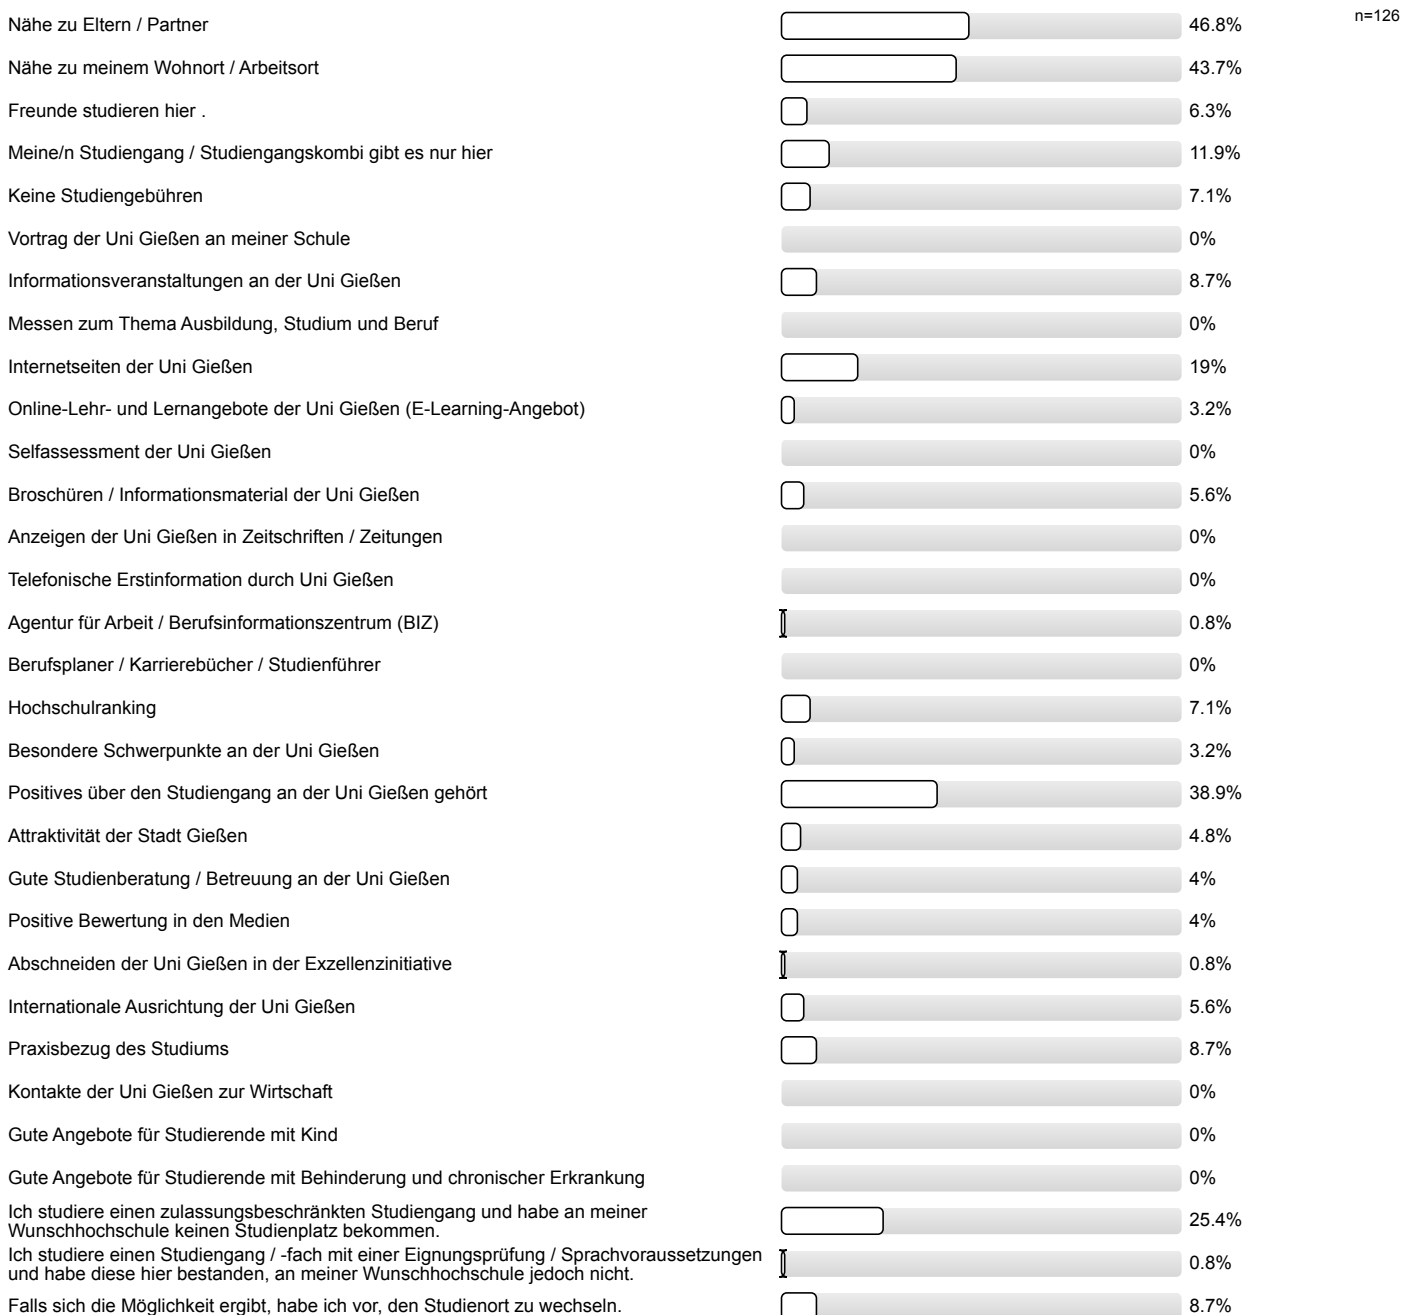 Nähe zu Eltern / Partner 46.8% n=126
Nähe zu meinem Wohnort / Arbeitsort 43.7%
Freunde studieren hier . 6.3%
Meine/n Studiengang / Studiengangskombi gibt es nur hier 11.9%
Keine Studiengebühren 7.1%
Vortrag der Uni Gießen an meiner Schule 0%
Informationsveranstaltungen an der Uni Gießen 8.7%
Messen zum Thema Ausbildung, Studium und Beruf 0%
Internetseiten der Uni Gießen 19%
Online-Lehr- und Lernangebote der Uni Gießen (E-Learning-Angebot) 3.2%
Selfassessment der Uni Gießen 0%
Broschüren / Informationsmaterial der Uni Gießen 5.6%
Anzeigen der Uni Gießen in Zeitschriften / Zeitungen 0%
Telefonische Erstinformation durch Uni Gießen 0%
Agentur für Arbeit / Berufsinformationszentrum (BIZ) 0.8%
Berufsplaner / Karrierebücher / Studienführer 0%
Hochschulranking 7.1%
Besondere Schwerpunkte an der Uni Gießen 3.2%
Positives über den Studiengang an der Uni Gießen gehört 38.9%
Attraktivität der Stadt Gießen 4.8%
Gute Studienberatung / Betreuung an der Uni Gießen 4%
Positive Bewertung in den Medien 4%
Abschneiden der Uni Gießen in der Exzellenzinitiative 0.8%
Internationale Ausrichtung der Uni Gießen 5.6%
Praxisbezug des Studiums 8.7%
Kontakte der Uni Gießen zur Wirtschaft 0%
Gute Angebote für Studierende mit Kind 0%
Gute Angebote für Studierende mit Behinderung und chronischer Erkrankung 0%
Ich studiere einen zulassungsbeschränkten Studiengang und habe an meiner
Wunschhochschule keinen Studienplatz bekommen. 25.4%
Ich studiere einen Studiengang / -fach mit einer Eignungsprüfung / Sprachvoraussetzungen
und habe diese hier bestanden, an meiner Wunschhochschule jedoch nicht. 0.8%
Falls sich die Möglichkeit ergibt, habe ich vor, den Studienort zu wechseln. 8.7%